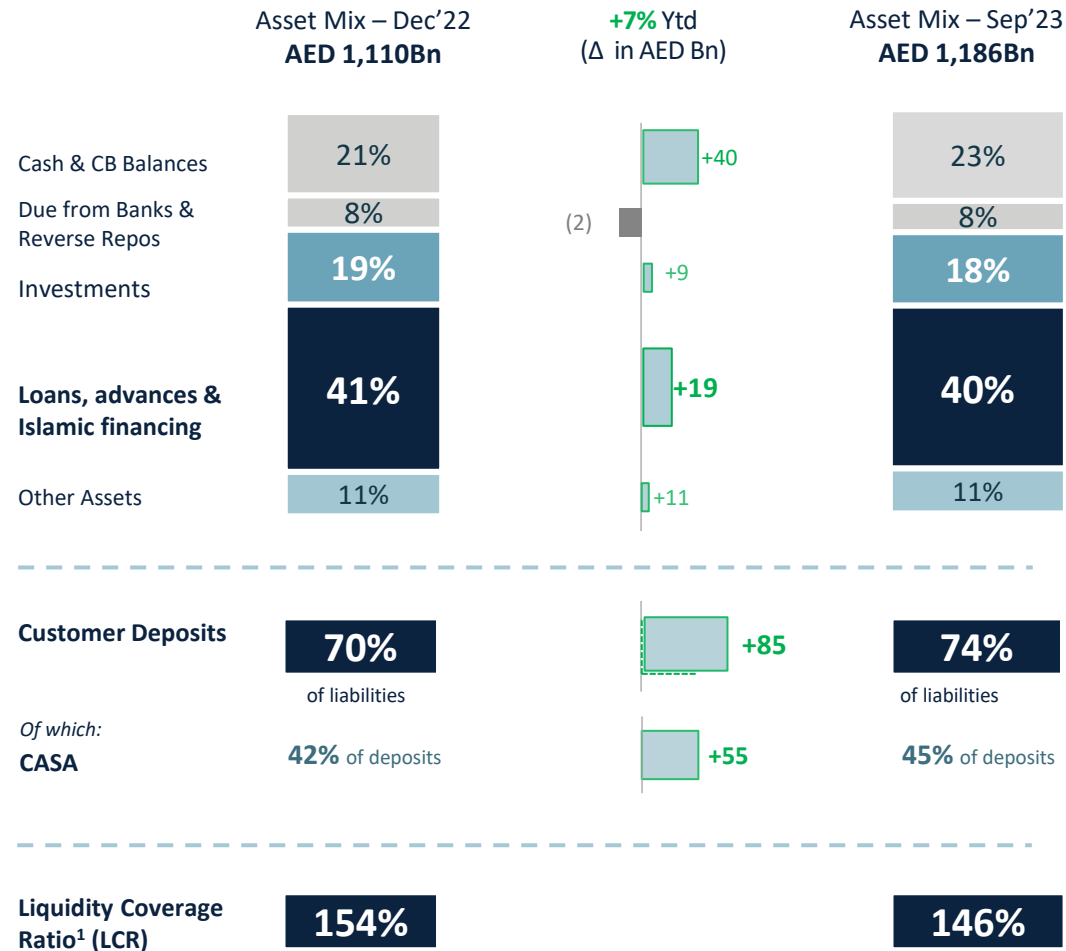 Asset Mix – Dec’22
AED 1,110Bn
+7% Ytd
(Δ in AED Bn)
Asset Mix – Sep’23
AED 1,186Bn
Cash & CB Balances
21%
+40
23%
Due from Banks &
Reverse Repos
8%
(2)
8%
Investments
19%
+9
18%
Loans, advances &
Islamic financing
41%
+19
40%
Other Assets
11%
+11
11%
Customer Deposits
70%
of liabilities
+85
74%
of liabilities
Of which:
CASA
42% of deposits
+55
45% of deposits
Liquidity Coverage
Ratio¹ (LCR)
154%
146%